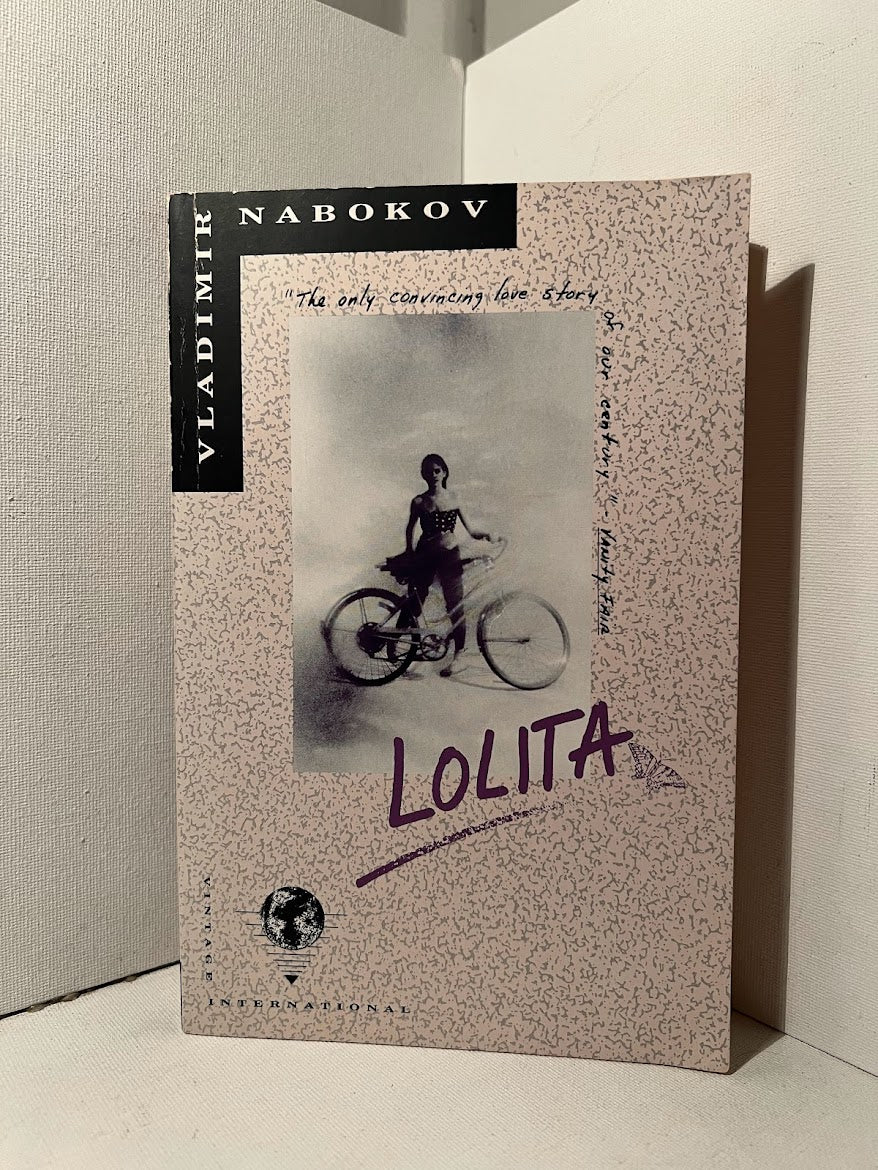 VLADIMIR
NABOKOV
"The only convincing love story
of our century." - Vanity Fair
LOLITA
VINTAGE
INTERNATIONAL